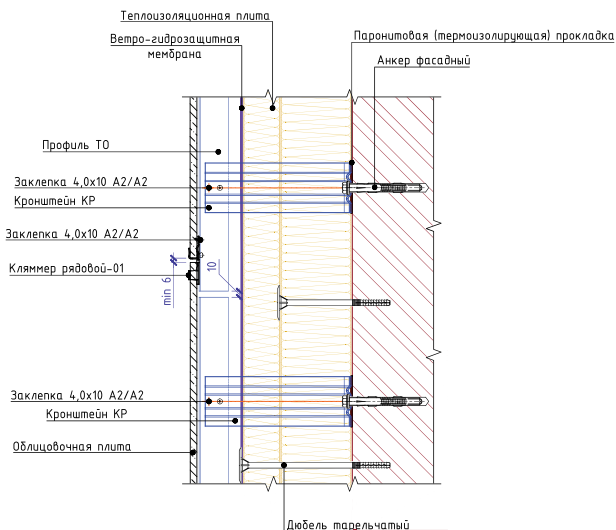 Теплоизоляционная плита
Ветро-гидрозащитная
мембрана
Паронитовая (термоизолирующая) прокладка
Анкер фасадный
Профиль ТО
Заклепка 4,0х10 А2/А2
Кронштейн КР
Заклепка 4,0х10 А2/А2
Кляммер рядовой-01
min 6
10
Заклепка 4,0х10 А2/А2
Кронштейн КР
Облицовочная плита
Дюбель тарельчатый